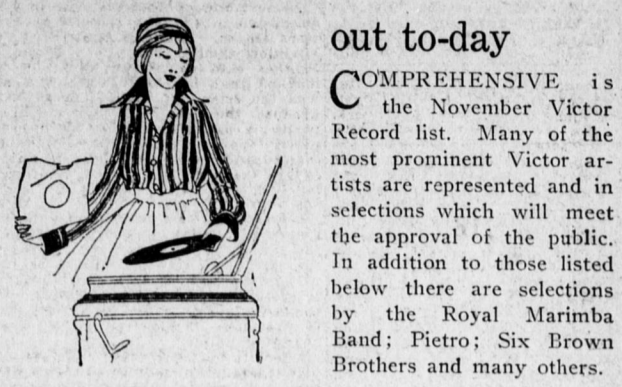 out to-day
COMPREHENSIVE is
the November Victor
Record list. Many of the
most prominent Victor ar-
tists are represented and in
selections which will meet
the approval of the public.
In addition to those listed
below there are selections
by the Royal Marimba
Band; Pietro; Six Brown
Brothers and many others.